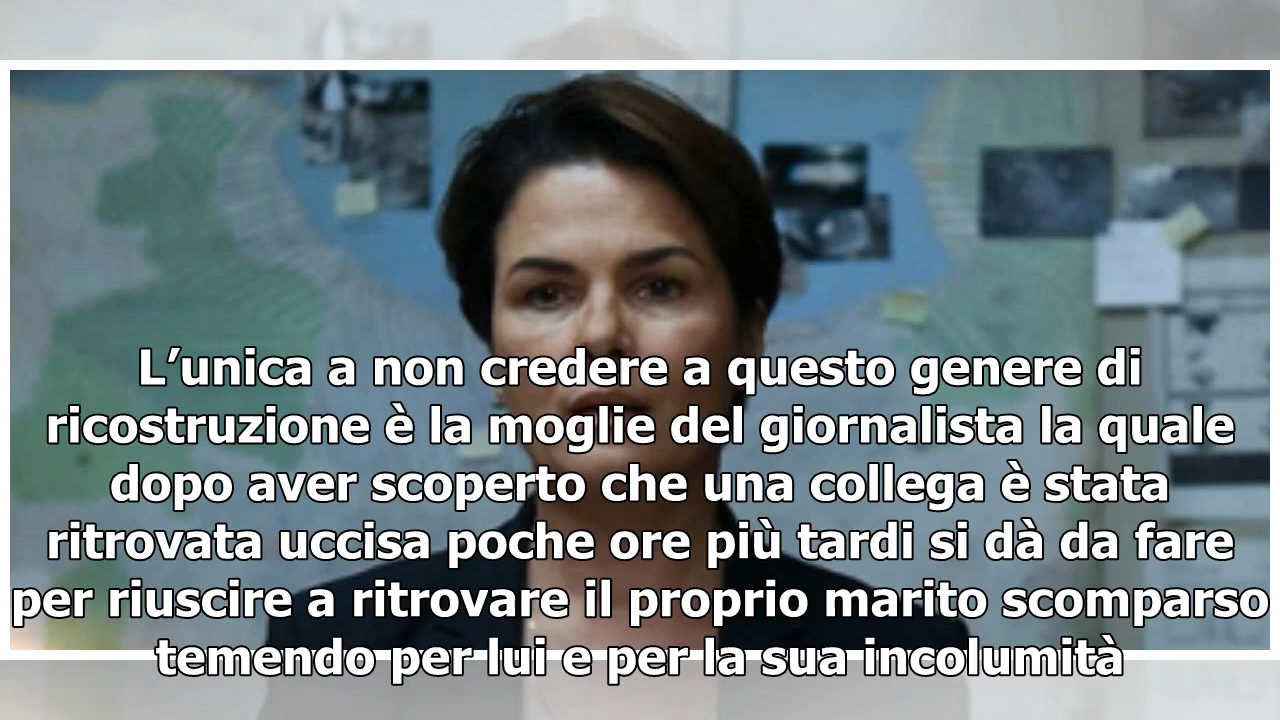 L’unica a non credere a questo genere di
ricostruzione è la moglie del giornalista la quale
dopo aver scoperto che una collega è stata
ritrovata uccisa poche ore più tardi si dà da fare
per riuscire a ritrovare il proprio marito scomparso
temendo per lui e per la sua incolumità